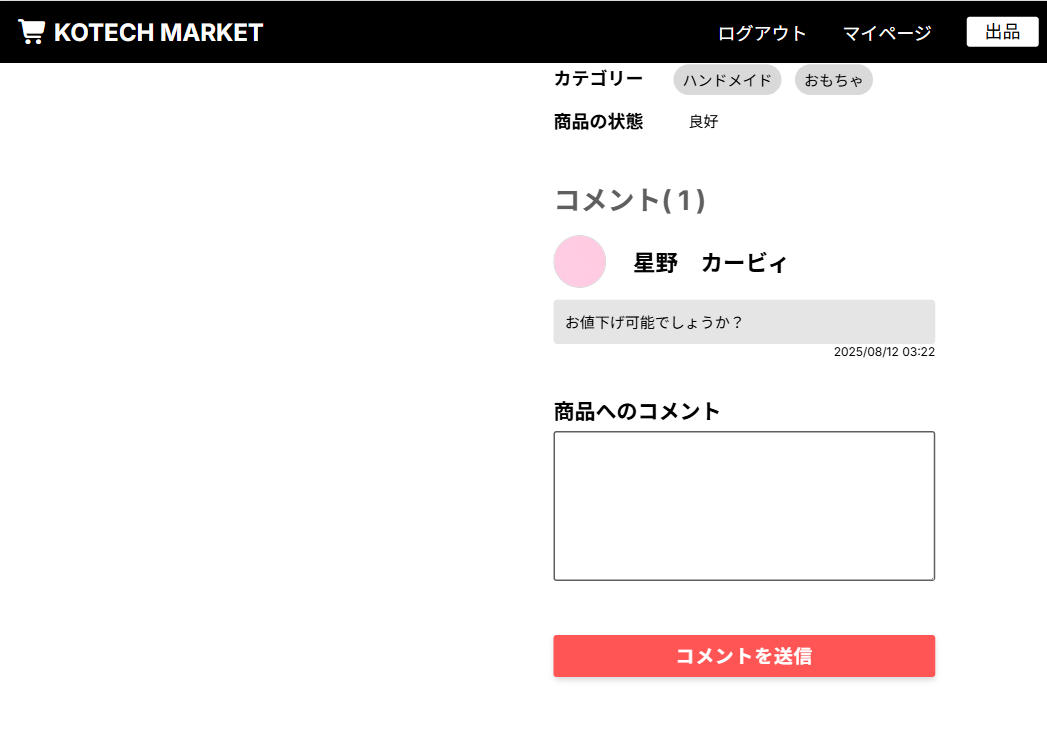 KOTECH MARKET ログアウト マイページ 出品
カテゴリー ハンドメイド おもちゃ
商品の状態 良好
コメント(1)
星野　カービィ
お値下げ可能でしょうか？
2025/08/12 03:22
商品へのコメント
コメントを送信